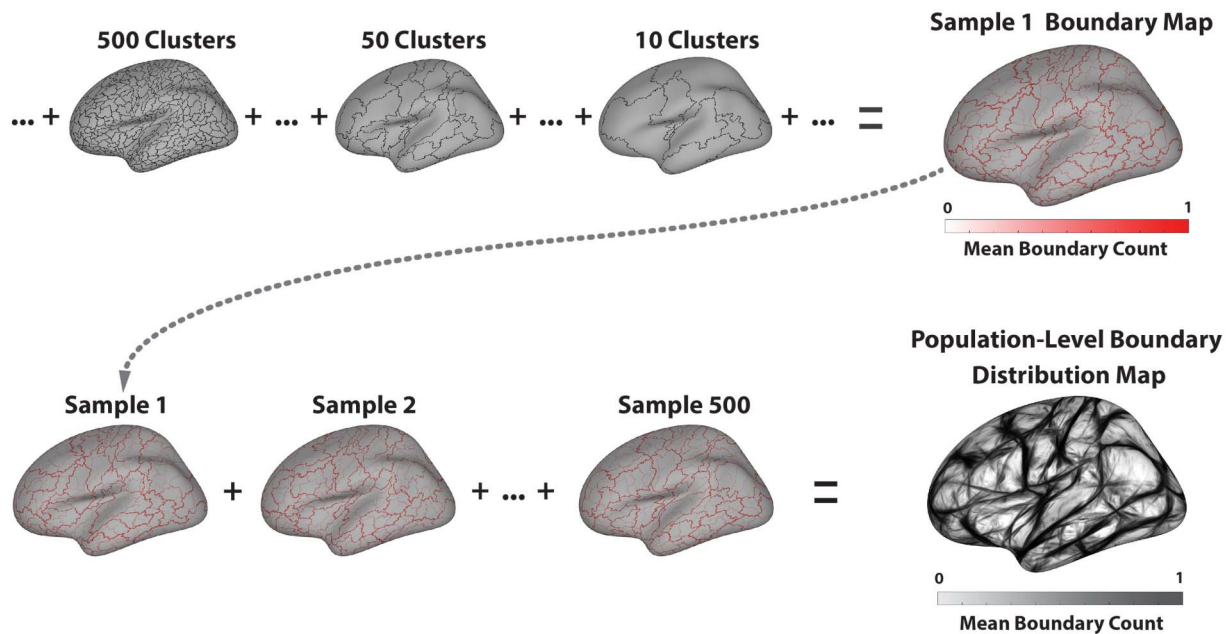 500 Clusters
50 Clusters
10 Clusters
Sample 1 Boundary Map
... +
+ ... +
+ ... +
+ ... =
0 1
Mean Boundary Count
Population-Level Boundary
Distribution Map
Sample 1
Sample 2
Sample 500
+
+ ... +
=
0 1
Mean Boundary Count